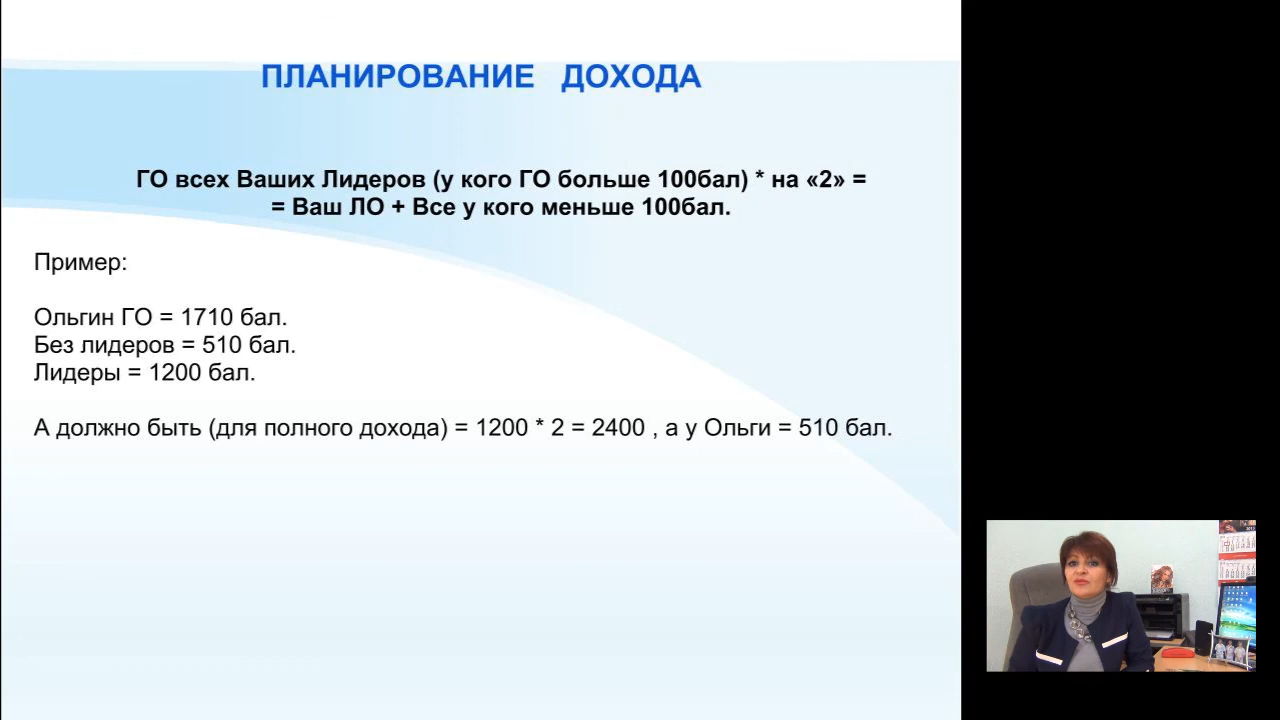 ПЛАНИРОВАНИЕ ДОХОДА
ГО всех Ваших Лидеров (у кого ГО больше 100бал) * на «2» =
= Ваш ЛО + Все у кого меньше 100бал.
Пример:
Ольгин ГО = 1710 бал.
Без лидеров = 510 бал.
Лидеры = 1200 бал.
А должно быть (для полного дохода) = 1200 * 2 = 2400 , а у Ольги = 510 бал.